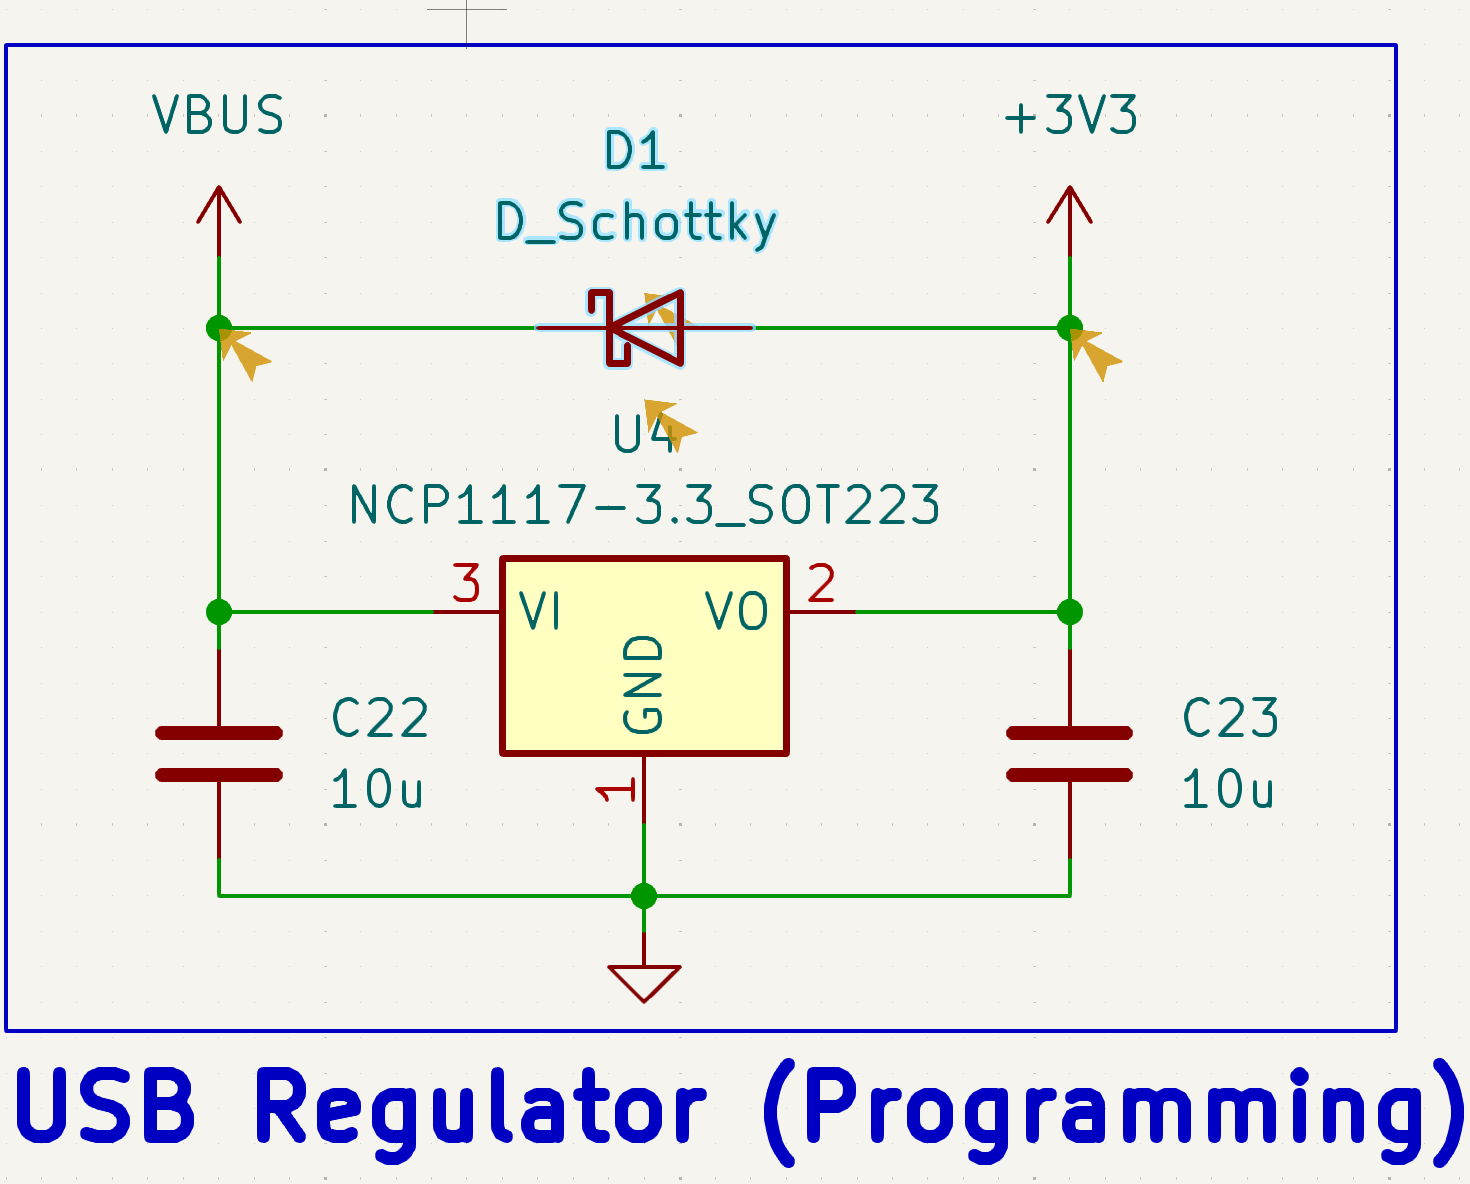 VBUS
+3V3
D1
D_Schottky
U4
NCP1117-3.3_SOT223
3
VI
VO
2
GND
1
C22
10u
C23
10u
USB Regulator (Programming)